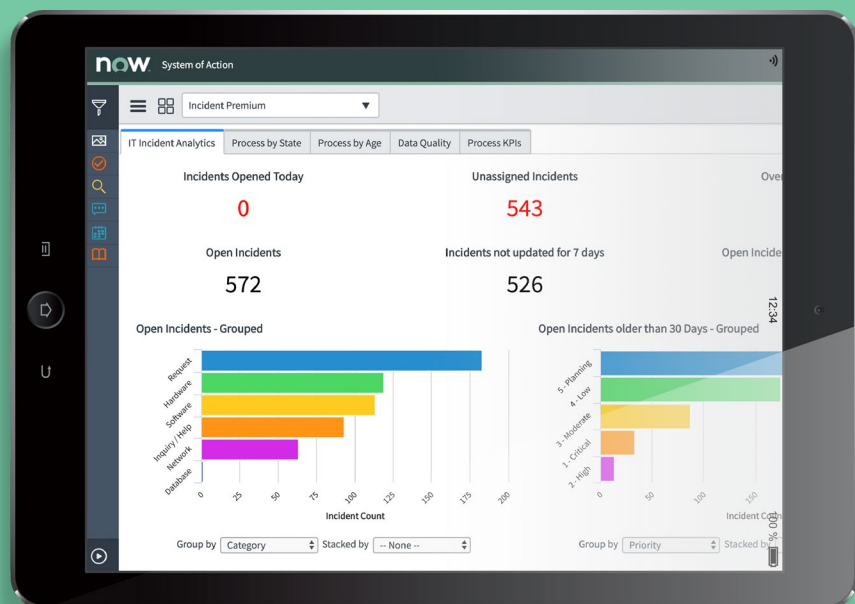 now. System of Action
Incident Premium
IT Incident Analytics Process by State Process by Age Data Quality Process KPIs
Incidents Opened Today Unassigned Incidents Over
0 543
Open Incidents Incidents not updated for 7 days Open Incide
572 526
12:34
Open Incidents - Grouped Open Incidents older than 30 Days - Grouped
Request
Hardware
Software
Inquiry / Help
Network
Database
0 25 50 75 100 125 150 175 200
Incident Count
5 - Planning
4 - Low
3 - Moderate
1 - Critical
2 - High
0 50 100 150
Incident Coun
100 %
Group by Category Stacked by -- None --
Group by Priority Stacked